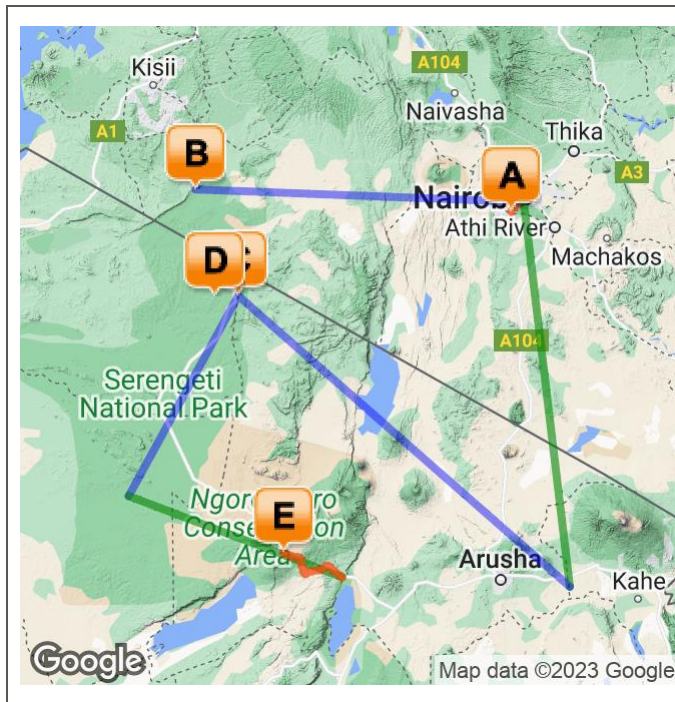 Kisii
A104
Naivasha
A1
Thika
B
A
A3
Nairob
Athi River
Machakos
D
C
A104
Serengeti
National Park
E
Ngorongoro
Conservation
Area
Arusha
Kahe
Google
Map data ©2023 Google